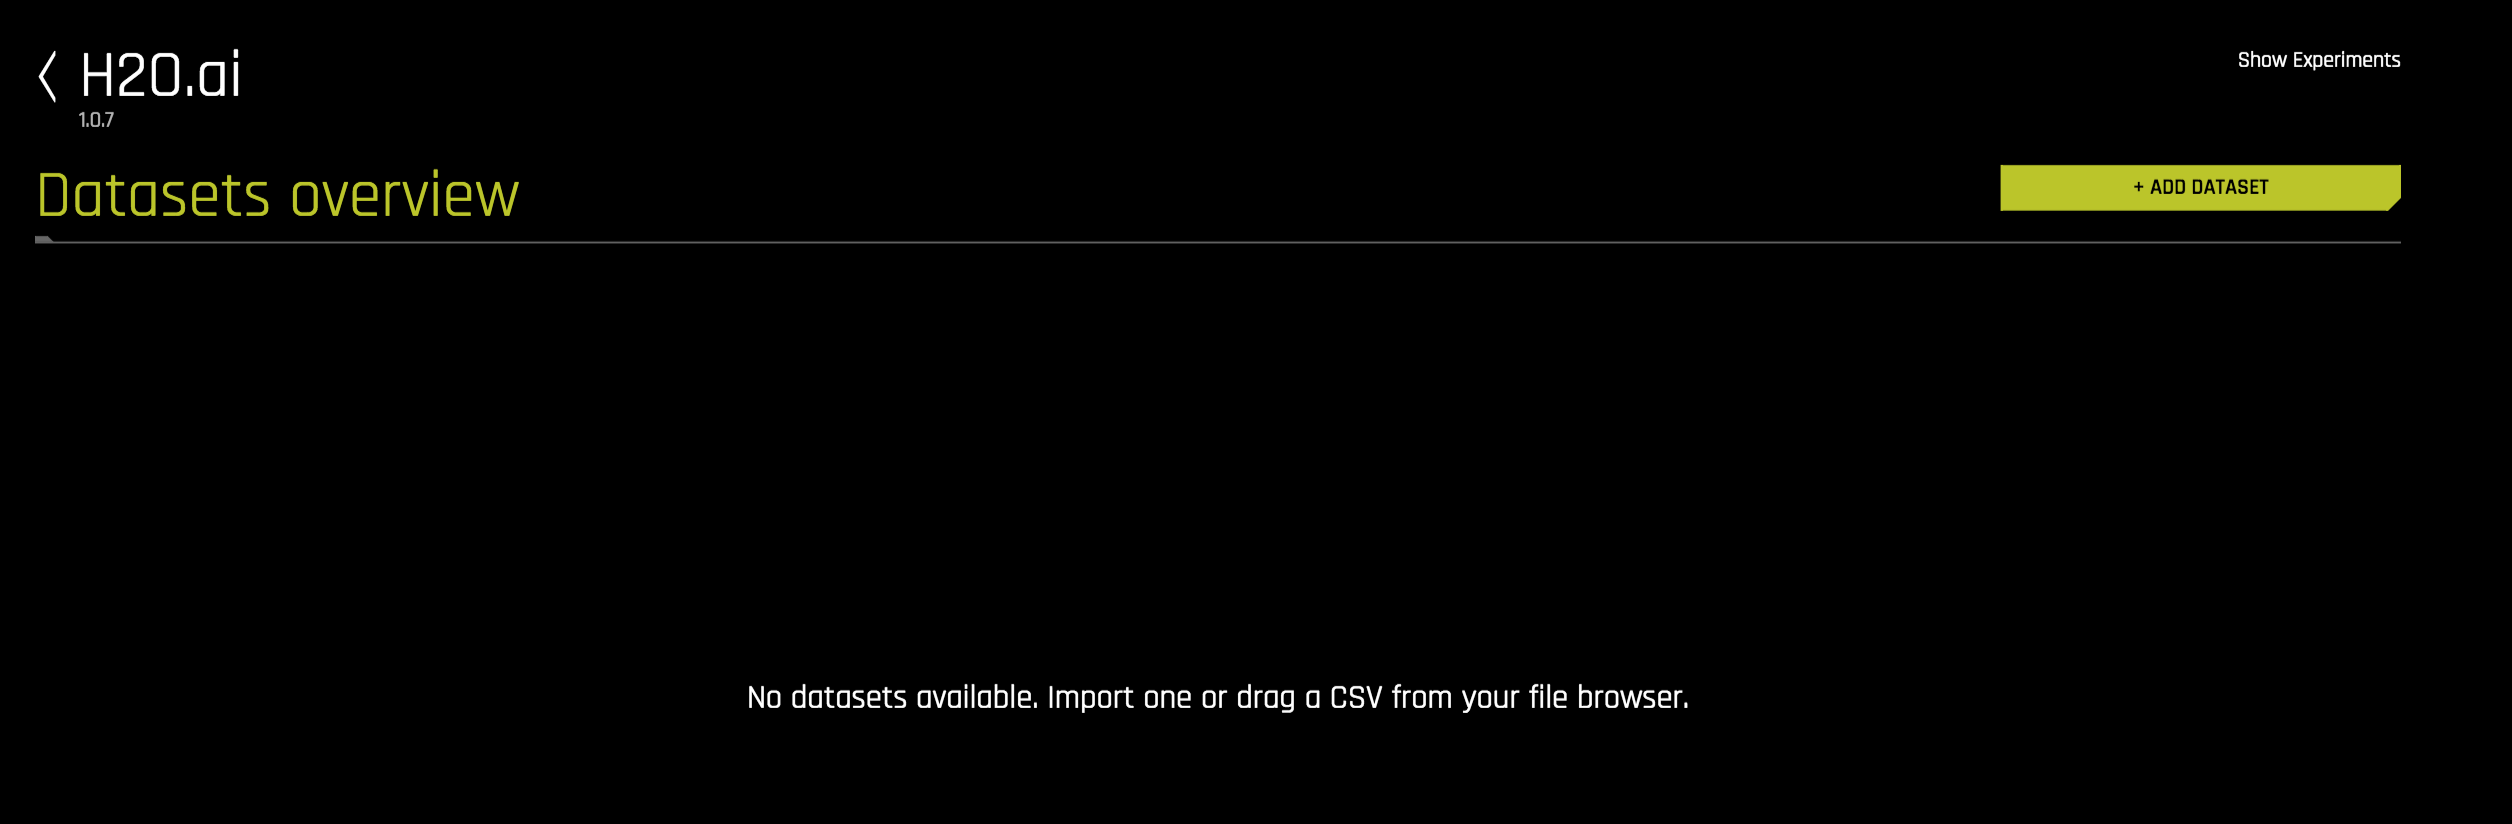 H2O.ai
1.0.7
Show Experiments
Datasets overview
+ ADD DATASET
No datasets available. Import one or drag a CSV from your file browser.